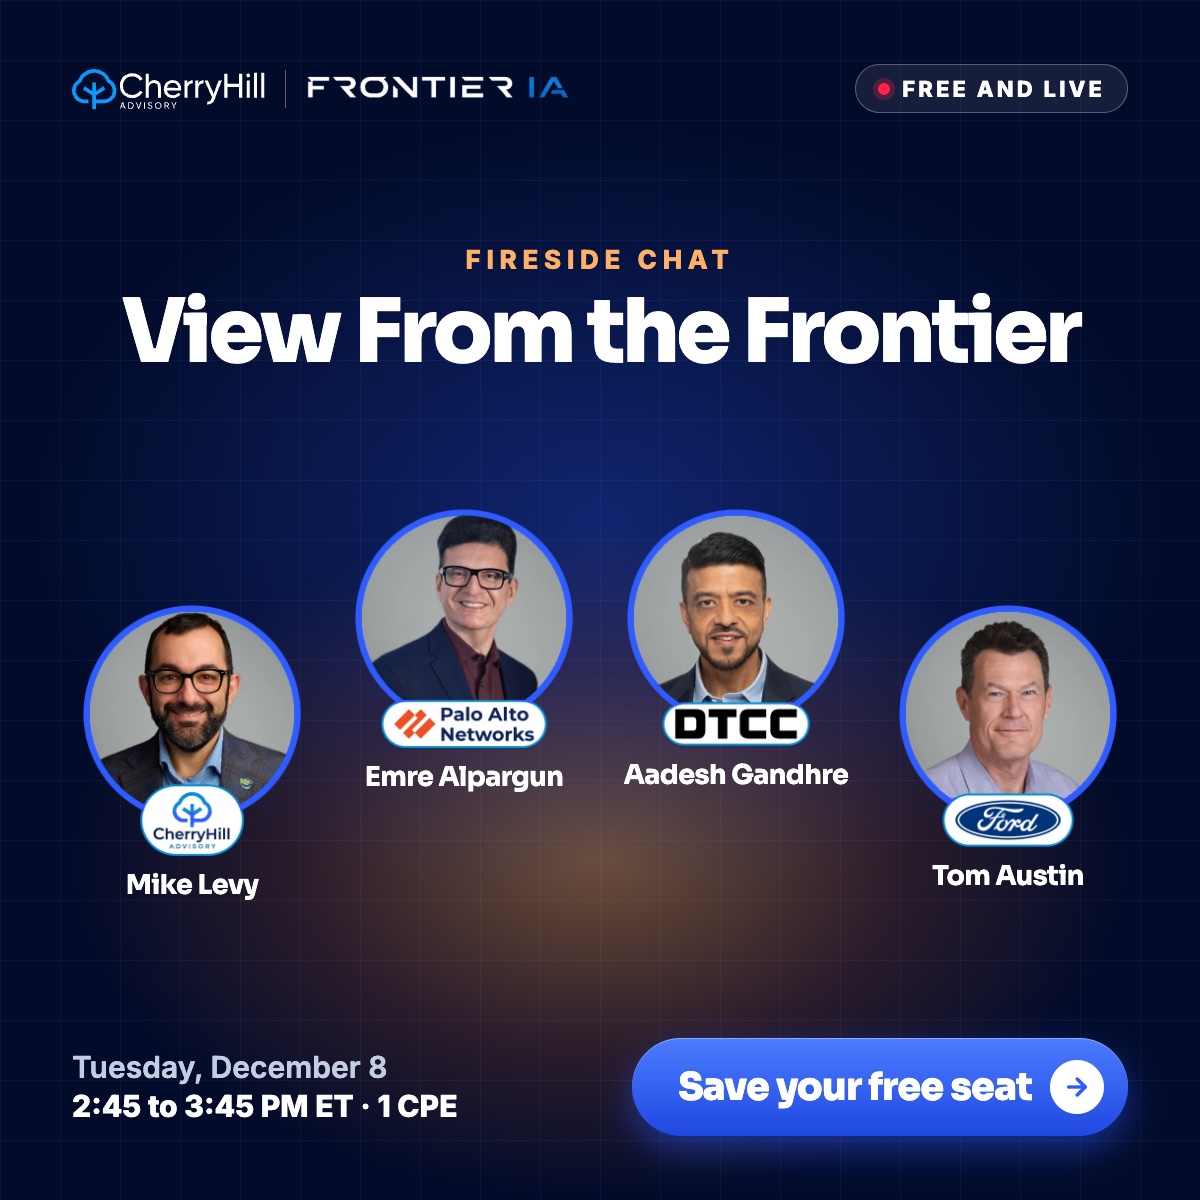 CherryHill
ADVISORY
FRONTIER IA
FREE AND LIVE
FIRESIDE CHAT
View From the Frontier
CherryHill
ADVISORY
Mike Levy
Palo Alto
Networks
Emre Alpargun
DTCC
Aadesh Gandhre
Ford
Tom Austin
Tuesday, December 8
2:45 to 3:45 PM ET · 1 CPE
Save your free seat